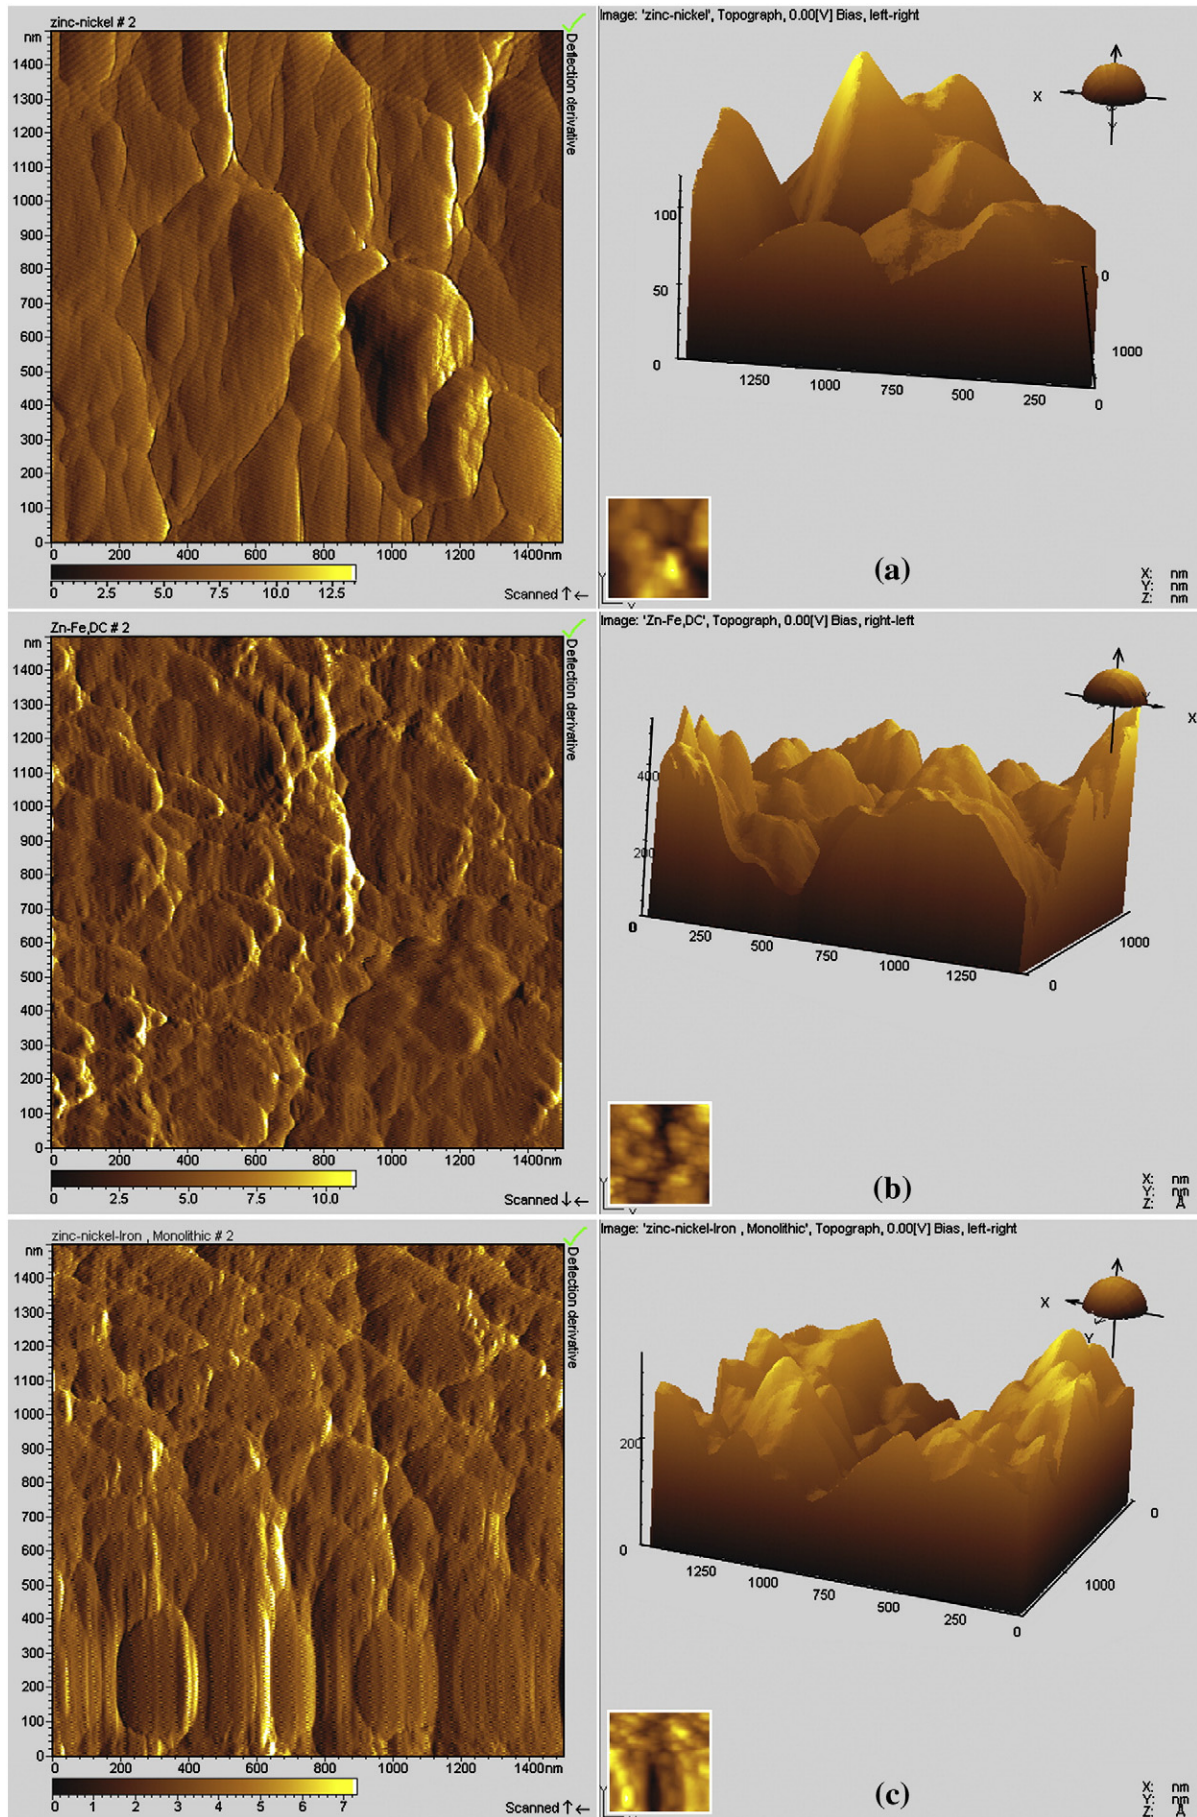 zinc-nickel # 2
nm
1400
1300
1200
1100
1000
900
800
700
600
500
400
300
200
100
0
0 200 400 600 800 1000 1200 1400nm
Deflection derivative
0 2.5 5.0 7.5 10.0 12.5
Scanned ↑←
Image: 'zinc-nickel', Topograph, 0.00[V] Bias, left-right
X
Y
100
50
0
1250 1000 750 500 250 0
0
1000
Y
(a)
X: nm
Y: nm
Z: nm
Zn-Fe,DC # 2
nm
1400
1300
1200
1100
1000
900
800
700
600
500
400
300
200
100
0
0 200 400 600 800 1000 1200 1400nm
Deflection derivative
0 2.5 5.0 7.5 10.0
Scanned ↓←
Image: 'Zn-Fe,DC', Topograph, 0.00[V] Bias, right-left
X
400
200
0
250 500 750 1000 1250
0
1000
Y
(b)
X: nm
Y: nm
Z: Å
zinc-nickel-Iron , Monolithic # 2
nm
1400
1300
1200
1100
1000
900
800
700
600
500
400
300
200
100
0
0 200 400 600 800 1000 1200 1400nm
Deflection derivative
0 1 2 3 4 5 6 7
Scanned ↑←
Image: 'zinc-nickel-Iron , Monolithic', Topograph, 0.00[V] Bias, left-right
X
Y
200
0
1250 1000 750 500 250 0
0
1000
Y
(c)
X: nm
Y: nm
Z: Å